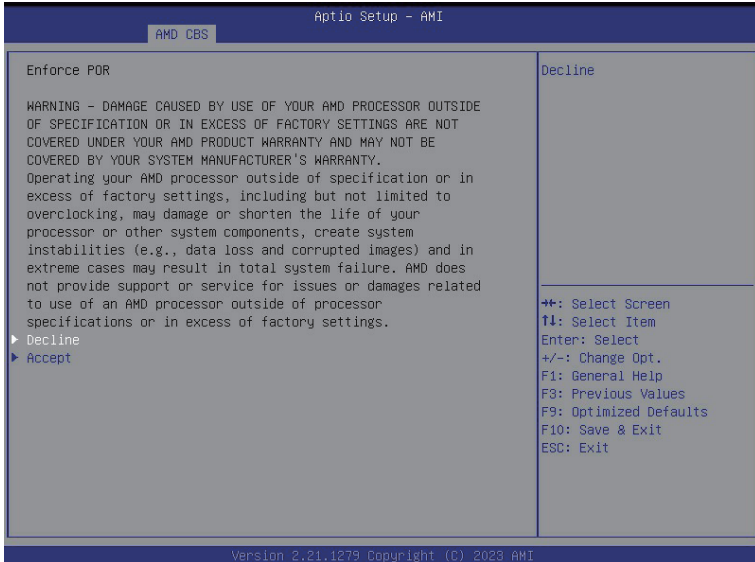 Aptio Setup – AMI
AMD CBS
Enforce POR
WARNING – DAMAGE CAUSED BY USE OF YOUR AMD PROCESSOR OUTSIDE
OF SPECIFICATION OR IN EXCESS OF FACTORY SETTINGS ARE NOT
COVERED UNDER YOUR AMD PRODUCT WARRANTY AND MAY NOT BE
COVERED BY YOUR SYSTEM MANUFACTURER'S WARRANTY.
Operating your AMD processor outside of specification or in
excess of factory settings, including but not limited to
overclocking, may damage or shorten the life of your
processor or other system components, create system
instabilities (e.g., data loss and corrupted images) and in
extreme cases may result in total system failure. AMD does
not provide support or service for issues or damages related
to use of an AMD processor outside of processor
specifications or in excess of factory settings.
▶ Decline
▶ Accept
Decline
→←: Select Screen
↑↓: Select Item
Enter: Select
+/–: Change Opt.
F1: General Help
F3: Previous Values
F9: Optimized Defaults
F10: Save & Exit
ESC: Exit
Version 2.21.1279 Copyright (C) 2023 AMI